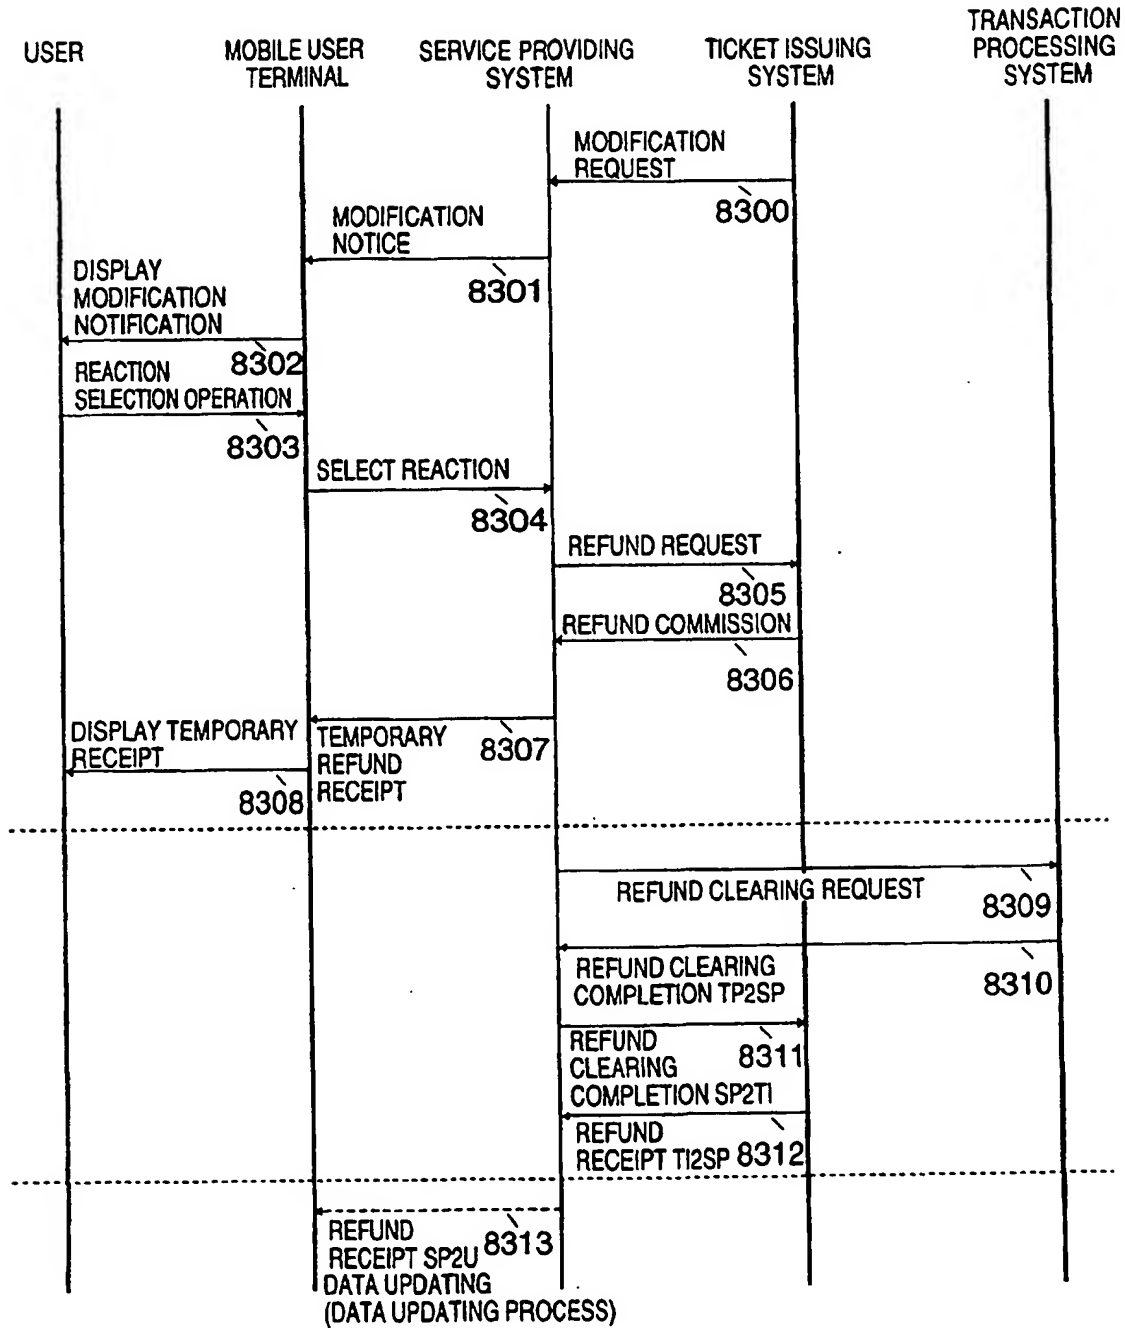 USER
MOBILE USER
TERMINAL
SERVICE PROVIDING
SYSTEM
TICKET ISSUING
SYSTEM
TRANSACTION
PROCESSING
SYSTEM
MODIFICATION
REQUEST
8300
MODIFICATION
NOTICE
8301
DISPLAY
MODIFICATION
NOTIFICATION
8302
REACTION
SELECTION OPERATION
8303
SELECT REACTION
8304
REFUND REQUEST
8305
REFUND COMMISSION
8306
TEMPORARY
REFUND
RECEIPT
8307
DISPLAY TEMPORARY
RECEIPT
8308
REFUND CLEARING REQUEST
8309
REFUND CLEARING
COMPLETION TP2SP
8310
REFUND
CLEARING
COMPLETION SP2TI
8311
REFUND
RECEIPT TI2SP 8312
REFUND
RECEIPT SP2U
8313
DATA UPDATING
(DATA UPDATING PROCESS)